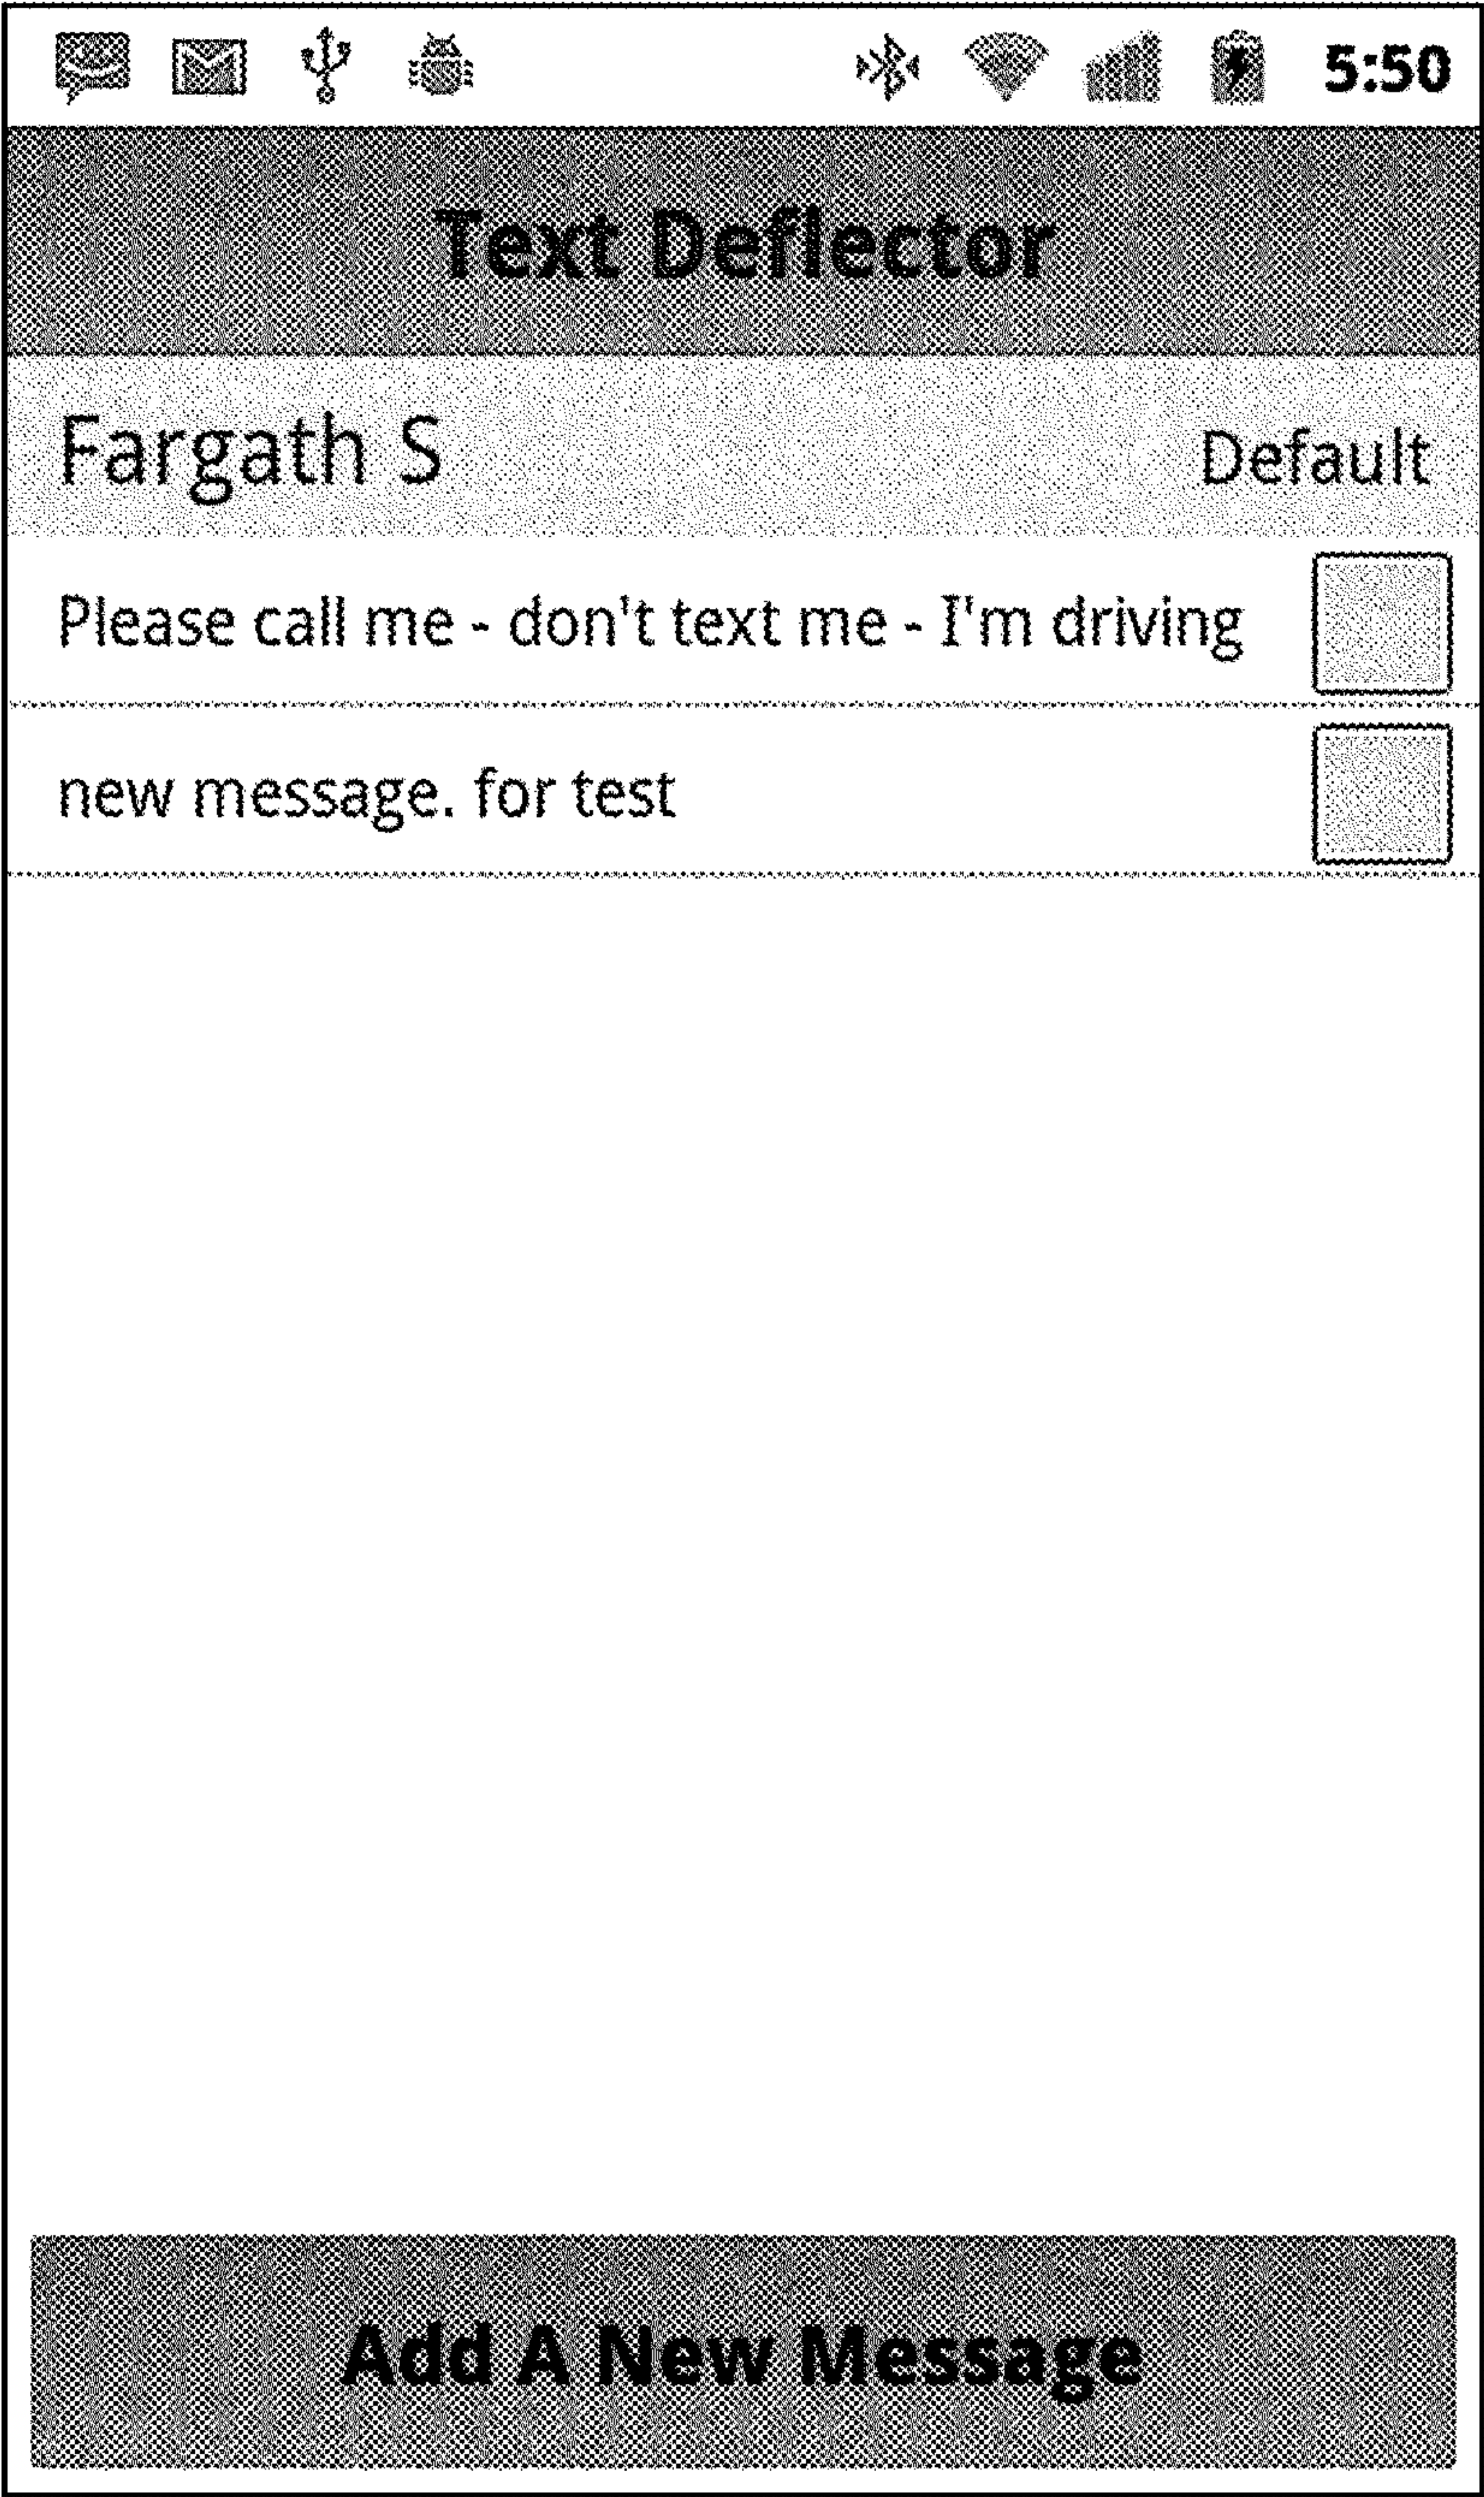 5:50
Text Deflector
Fargath S Default
Please call me - don't text me - I'm driving
new message. for test
Add A New Message